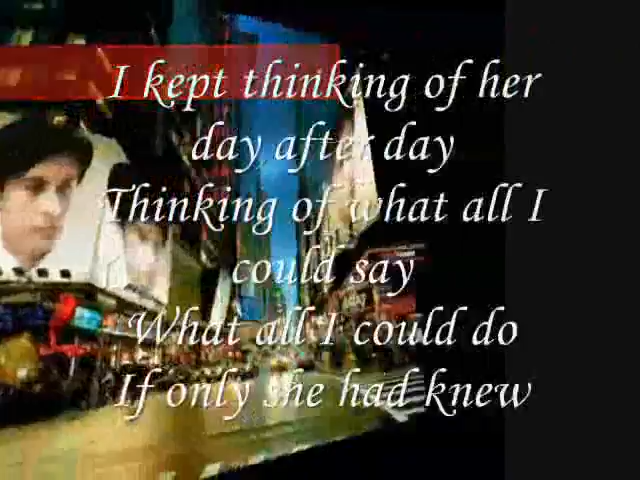 I kept thinking of her
day after day
Thinking of what all I
could say
What all I could do
If only she had knew